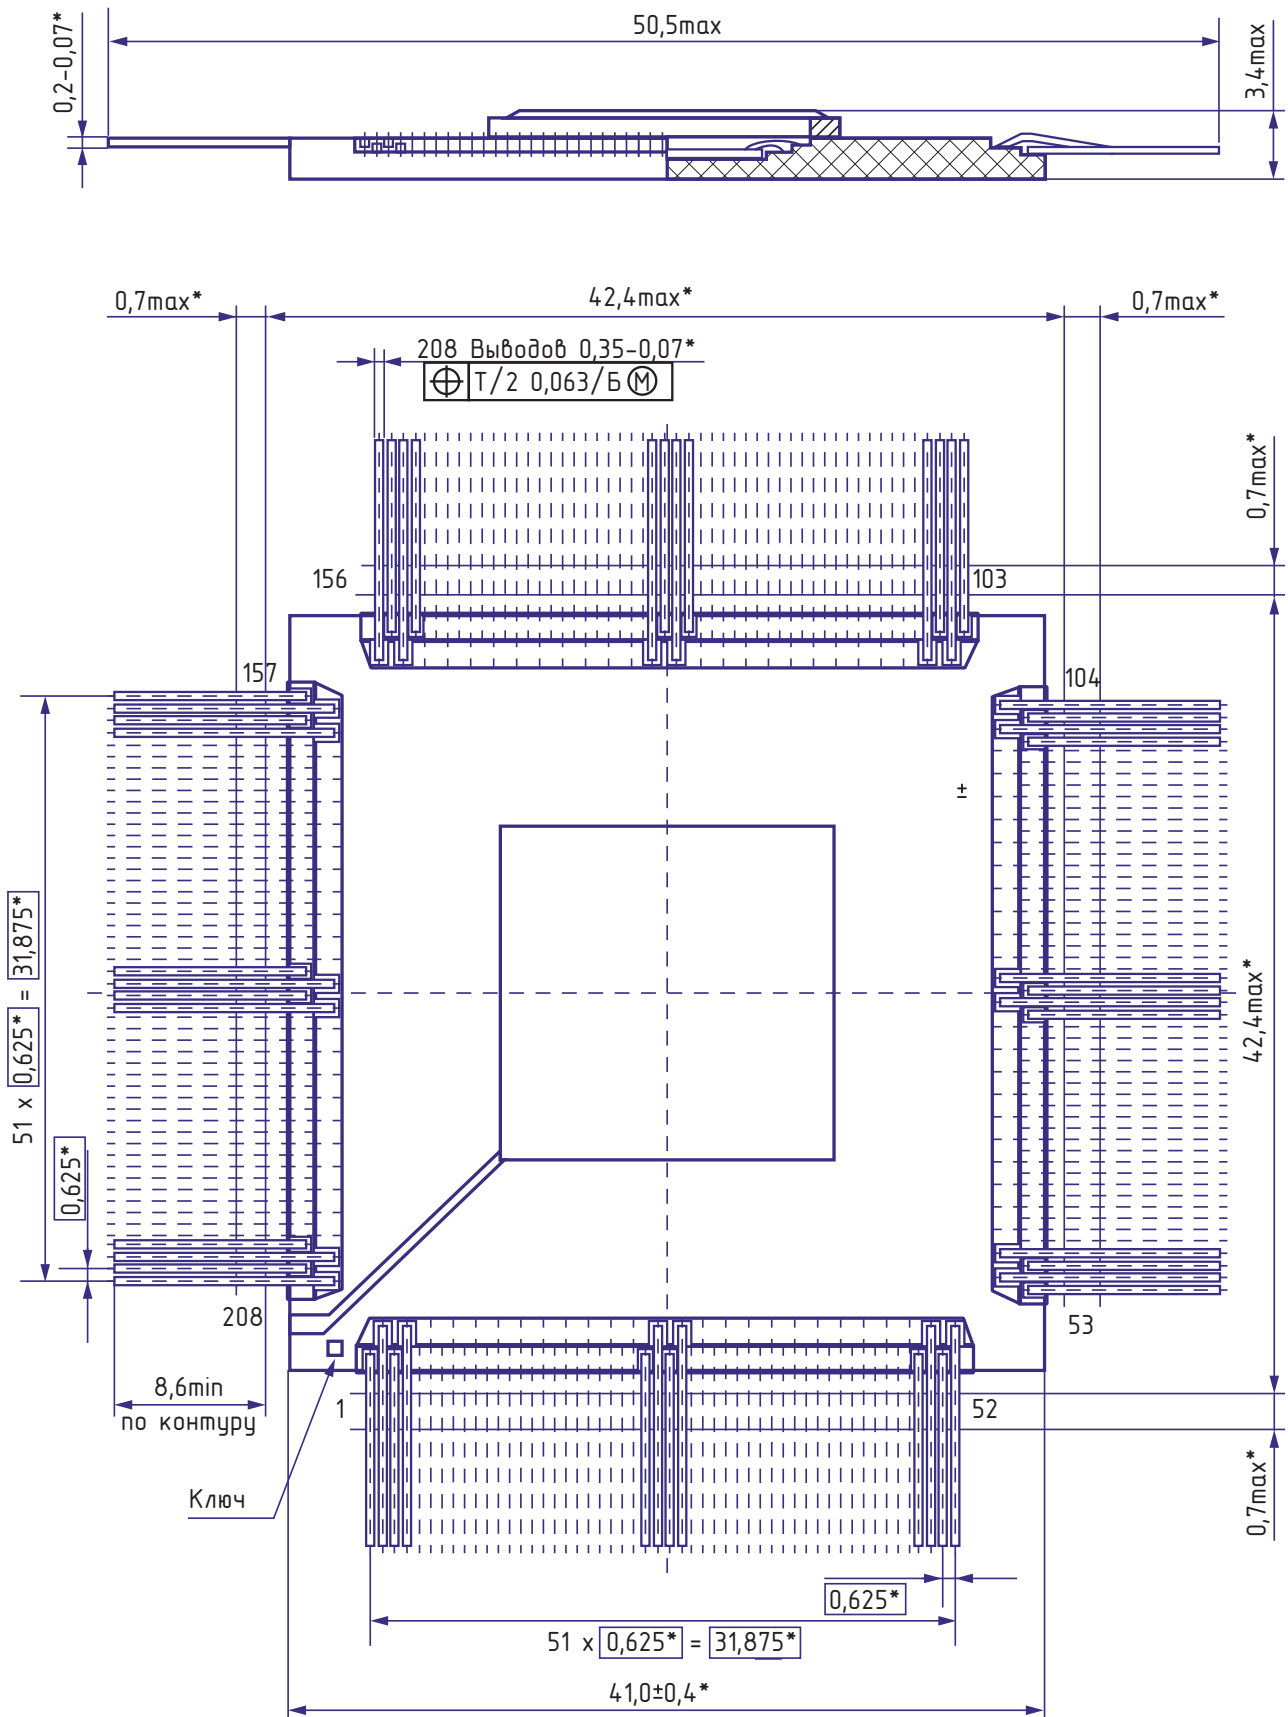 50,5max
0,2-0,07*
3,4max
0,7max*
42,4max*
0,7max*
208 Выводов 0,35-0,07*
T/2 0,063/Б M
0,7max*
156
103
157
104
±
51 x 0,625* = 31,875*
42,4max*
0,625*
208
53
8,6min
по контуру
1
52
Ключ
0,7max*
0,625*
51 x 0,625* = 31,875*
41,0±0,4*